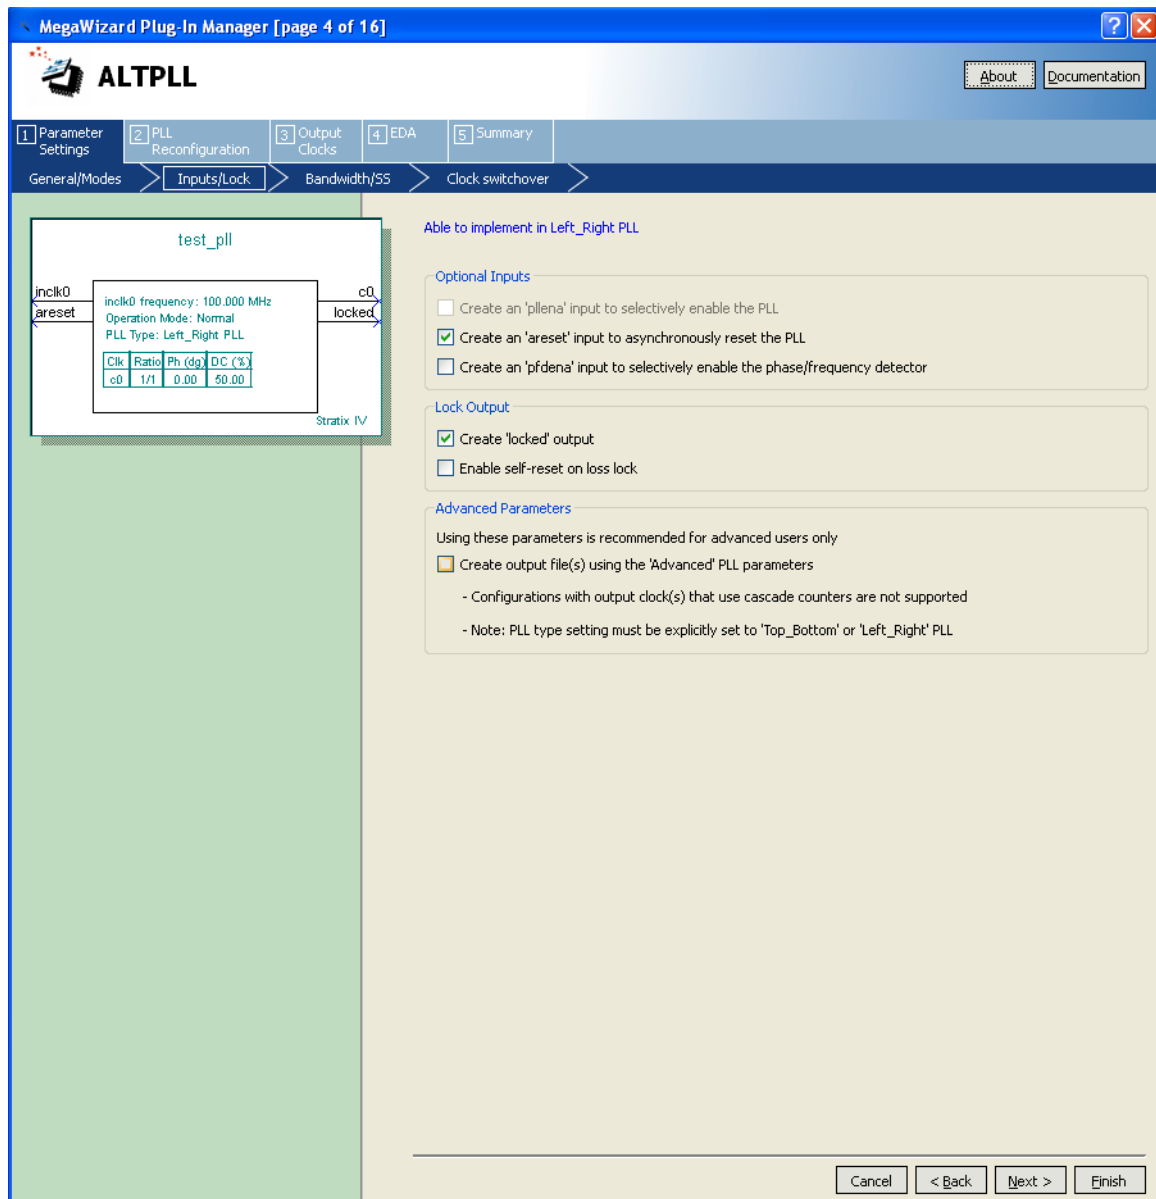 MegaWizard Plug-In Manager [page 4 of 16]
ALTPLL
About
Documentation
1 Parameter Settings
2 PLL Reconfiguration
3 Output Clocks
4 EDA
5 Summary
General/Modes
Inputs/Lock
Bandwidth/SS
Clock switchover
test_pll
inclk0
areset
c0
locked
inclk0 frequency: 100.000 MHz
Operation Mode: Normal
PLL Type: Left_Right PLL
Clk Ratio Ph (dg) DC (%)
c0 1/1 0.00 50.00
Stratix IV
Able to implement in Left_Right PLL
Optional Inputs
Create an 'pllena' input to selectively enable the PLL
Create an 'areset' input to asynchronously reset the PLL
Create an 'pfdena' input to selectively enable the phase/frequency detector
Lock Output
Create 'locked' output
Enable self-reset on loss lock
Advanced Parameters
Using these parameters is recommended for advanced users only
Create output file(s) using the 'Advanced' PLL parameters
- Configurations with output clock(s) that use cascade counters are not supported
- Note: PLL type setting must be explicitly set to 'Top_Bottom' or 'Left_Right' PLL
Cancel
< Back
Next >
Finish